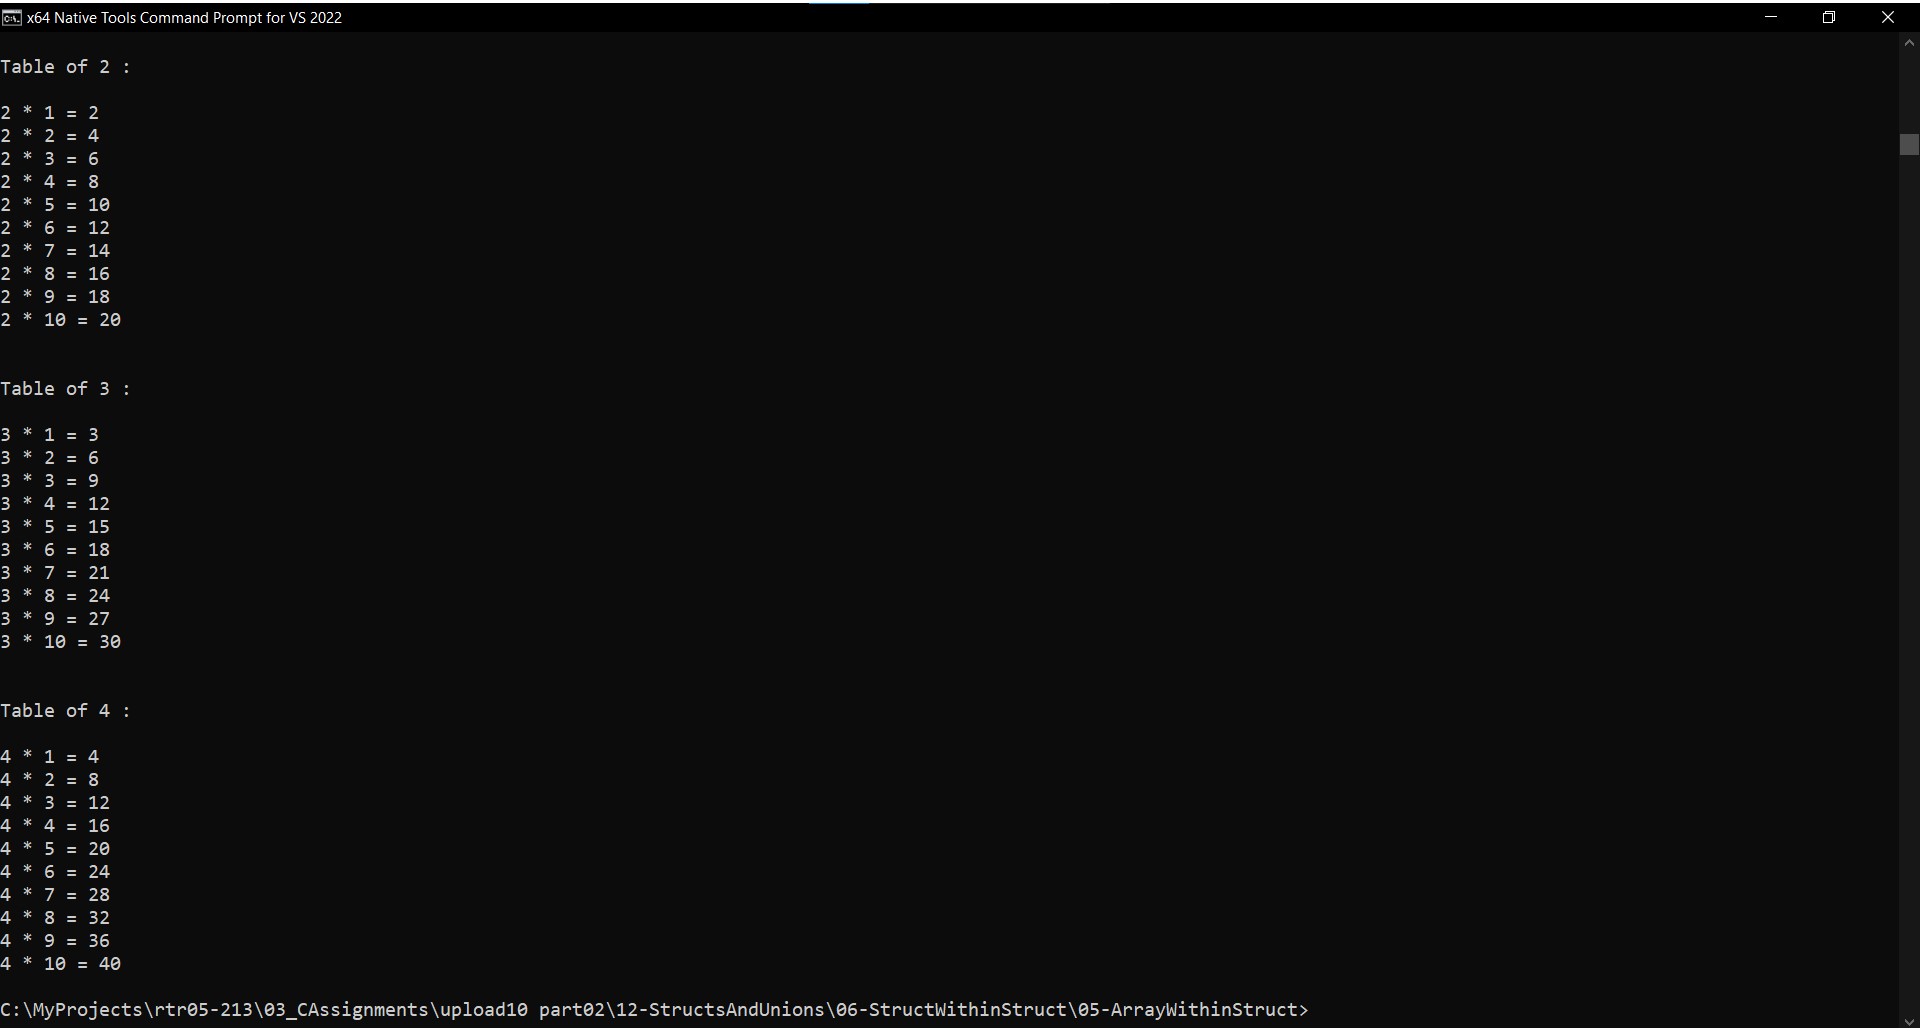 x64 Native Tools Command Prompt for VS 2022
Table of 2 :
2 * 1 = 2
2 * 2 = 4
2 * 3 = 6
2 * 4 = 8
2 * 5 = 10
2 * 6 = 12
2 * 7 = 14
2 * 8 = 16
2 * 9 = 18
2 * 10 = 20
Table of 3 :
3 * 1 = 3
3 * 2 = 6
3 * 3 = 9
3 * 4 = 12
3 * 5 = 15
3 * 6 = 18
3 * 7 = 21
3 * 8 = 24
3 * 9 = 27
3 * 10 = 30
Table of 4 :
4 * 1 = 4
4 * 2 = 8
4 * 3 = 12
4 * 4 = 16
4 * 5 = 20
4 * 6 = 24
4 * 7 = 28
4 * 8 = 32
4 * 9 = 36
4 * 10 = 40
C:\MyProjects\rtr05-213\03_CAssignments\upload10 part02\12-StructsAndUnions\06-StructWithinStruct\05-ArrayWithinStruct>